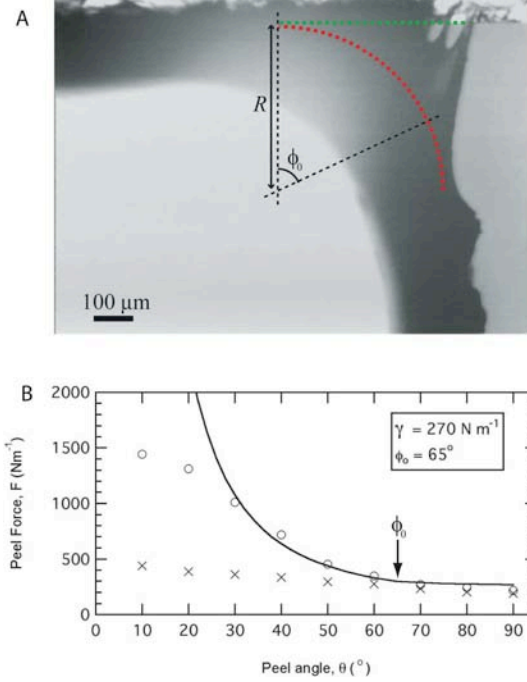 A
R
ϕ₀
100 μm
B
Peel Force, F (Nm⁻¹)
2000
1500
1000
500
0
γ = 270 N m⁻¹
ϕₒ = 65°
ϕ₀
0 10 20 30 40 50 60 70 80 90
Peel angle, θ (°)